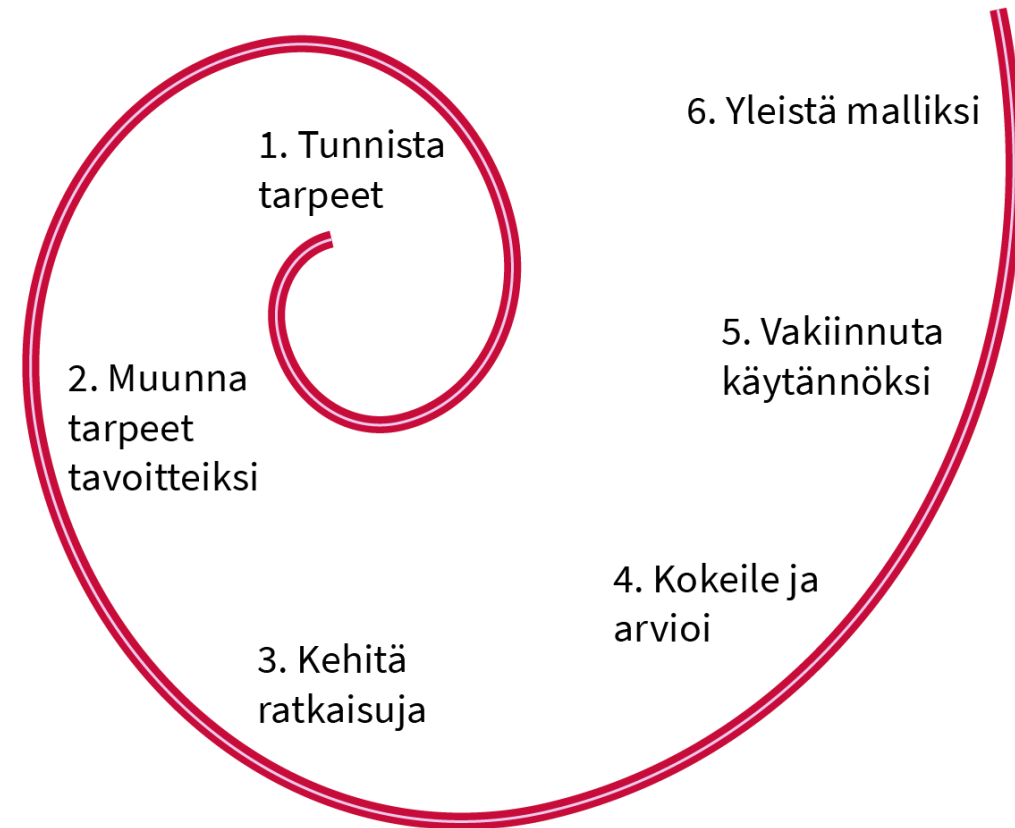 1. Tunnista
tarpeet
2. Muunna
tarpeet
tavoitteiksi
3. Kehitä
ratkaisuja
4. Kokeile ja
arvioi
5. Vakiinnuta
käytännöksi
6. Yleistä malliksi